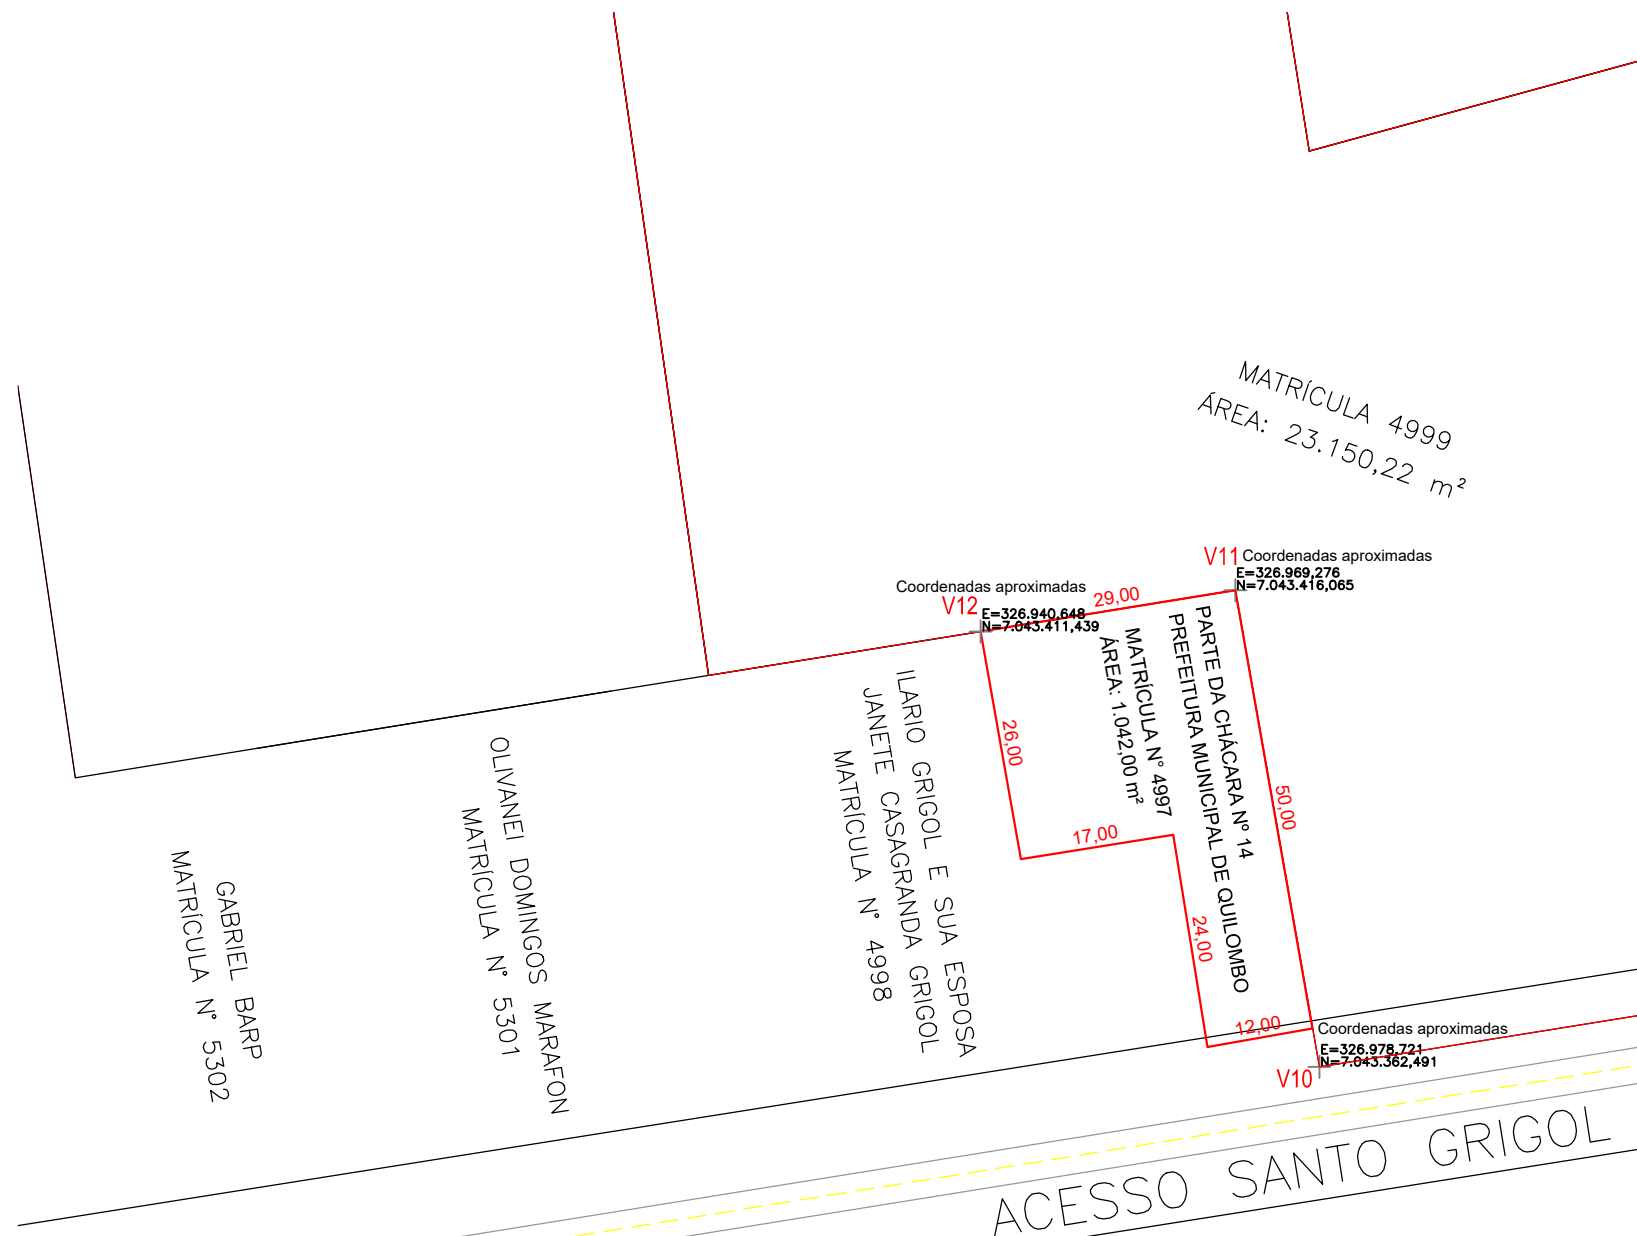 MATRÍCULA 4999
ÁREA: 23.150,22 m²
V11
Coordenadas aproximadas
E=326.969,276
N=7.043.416,065
Coordenadas aproximadas
V12
E=326.940,648
N=7.043.411,439
29,00
26,00
17,00
24,00
12,00
50,00
PARTE DA CHÁCARA Nº 14
PREFEITURA MUNICIPAL DE QUILOMBO
MATRÍCULA N° 4997
ÁREA: 1.042,00 m²
ILARIO GRIGOL E SUA ESPOSA
JANETE CASAGRANDA GRIGOL
MATRÍCULA N° 4998
OLIVANEI DOMINGOS MARAFON
MATRÍCULA N° 5301
GABRIEL BARP
MATRÍCULA N° 5302
Coordenadas aproximadas
E=326.978,721
N=7.043.362,491
V10
ACESSO SANTO GRIGOL